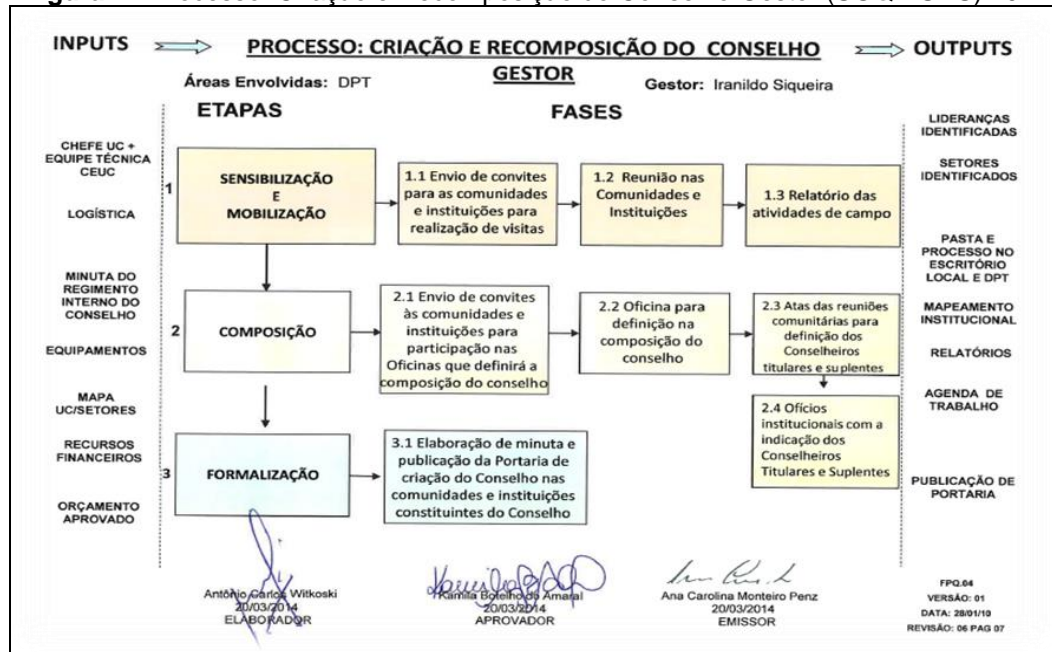 INPUTS
PROCESSO: CRIAÇÃO E RECOMPOSIÇÃO DO CONSELHO
GESTOR
OUTPUTS
Áreas Envolvidas: DPT
Gestor: Iranildo Siqueira
ETAPAS
FASES
CHEFE UC +
EQUIPE TÉCNICA
CEUC
LOGÍSTICA
MINUTA DO
REGIMENTO
INTERNO DO
CONSELHO
EQUIPAMENTOS
MAPA
UC/SETORES
RECURSOS
FINANCEIROS
ORÇAMENTO
APROVADO
1
SENSIBILIZAÇÃO
E
MOBILIZAÇÃO
1.1 Envio de convites
para as comunidades
e instituições para
realização de visitas
1.2 Reunião nas
Comunidades e
Instituições
1.3 Relatório das
atividades de campo
2
COMPOSIÇÃO
2.1 Envio de convites
às comunidades e
instituições para
participação nas
Oficinas que definirá a
composição do conselho
2.2 Oficina para
definição na
composição do
conselho
2.3 Atas das reuniões
comunitárias para
definição dos
Conselheiros
titulares e suplentes
2.4 Ofícios
institucionais com a
indicação dos
Conselheiros
Titulares e Suplentes
3
FORMALIZAÇÃO
3.1 Elaboração de minuta e
publicação da Portaria de
criação do Conselho nas
comunidades e instituições
constituintes do Conselho
LIDERANÇAS
IDENTIFICADAS
SETORES
IDENTIFICADOS
PASTA E
PROCESSO NO
ESCRITÓRIO
LOCAL E DPT
MAPEAMENTO
INSTITUCIONAL
RELATÓRIOS
AGENDA DE
TRABALHO
PUBLICAÇÃO DE
PORTARIA
Antônio Carlos Witkoski
20/03/2014
ELABORADOR
Kamila Botelho do Amaral
20/03/2014
APROVADOR
Ana Carolina Monteiro Penz
20/03/2014
EMISSOR
FPQ.04
VERSÃO: 01
DATA: 28/01/10
REVISÃO: 06 PAG 07